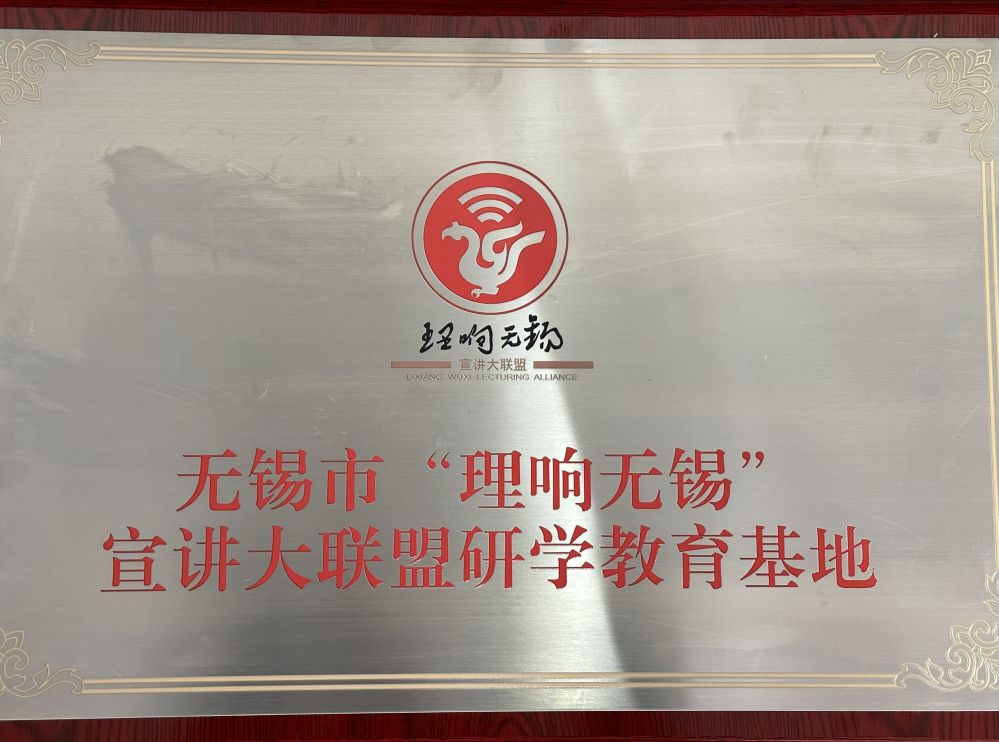 理响无锡
宣讲大联盟
LIXIANG WUXI LECTURING ALLIANCE
无锡市“理响无锡”
宣讲大联盟研学教育基地